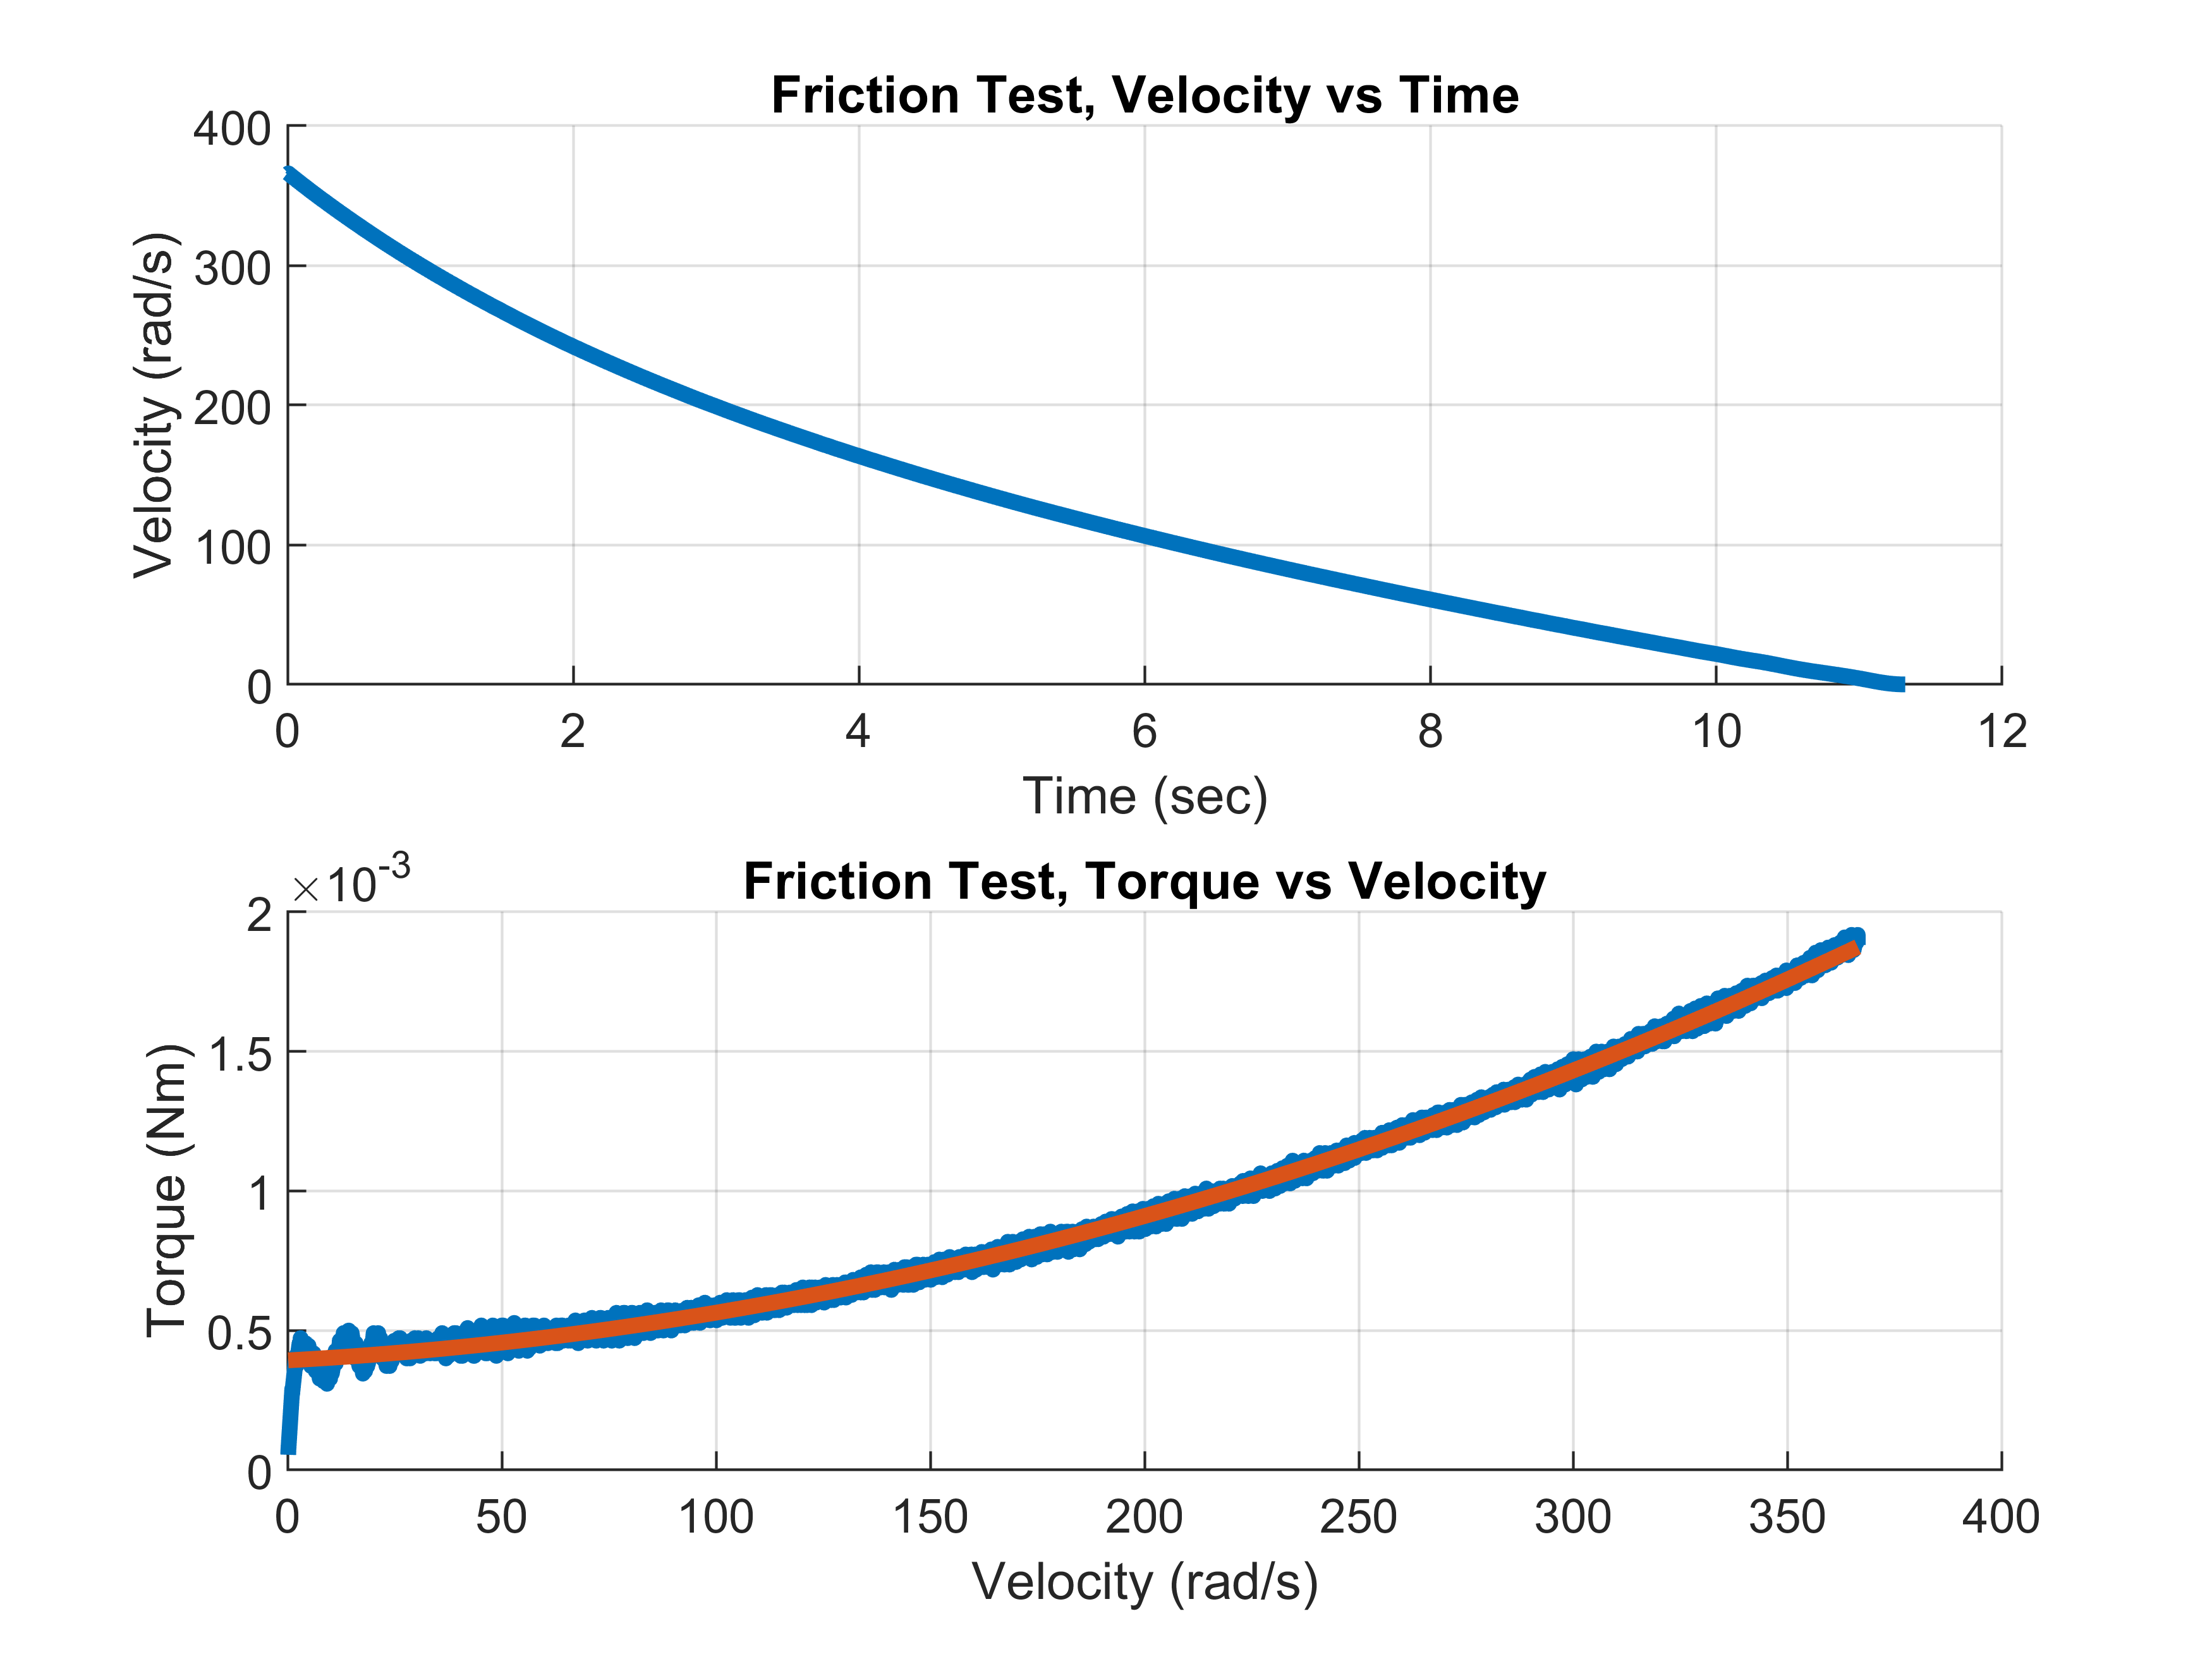 Friction Test, Velocity vs Time
400
300
200
100
0
Velocity (rad/s)
0 2 4 6 8 10 12
Time (sec)
×10⁻³
Friction Test, Torque vs Velocity
2
1.5
1
0.5
0
Torque (Nm)
0 50 100 150 200 250 300 350 400
Velocity (rad/s)